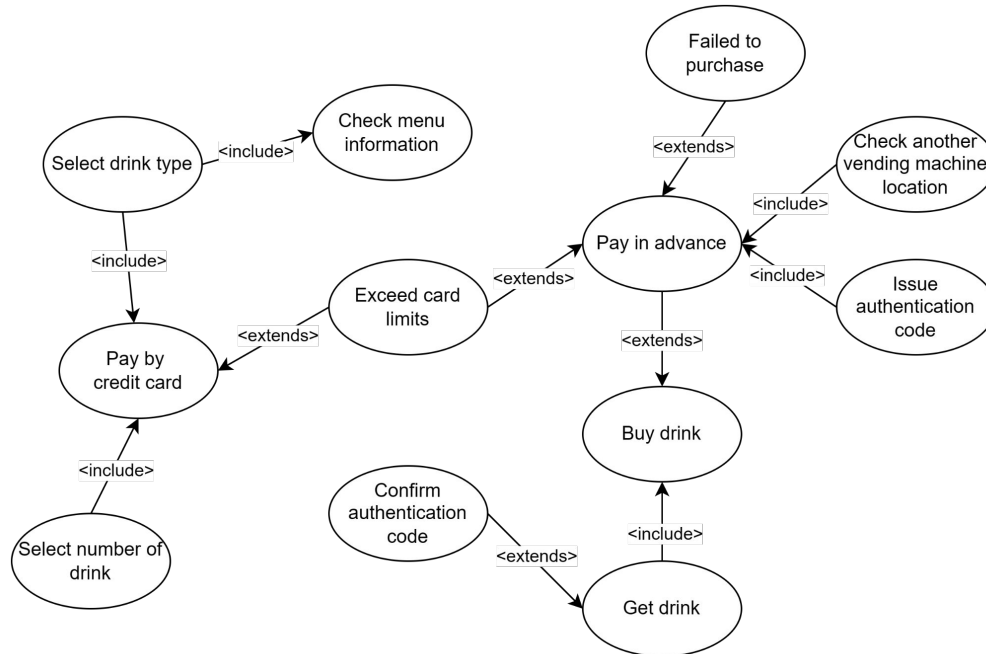 Failed to
purchase
<extends>
Check menu
information
<include>
Select drink type
Check another
vending machine
location
<include>
Pay in advance
<include>
<include>
Issue
authentication
code
Exceed card
limits
<extends>
<extends>
<extends>
Pay by
credit card
Buy drink
<include>
Confirm
authentication
code
<include>
<extends>
Select number of
drink
Get drink